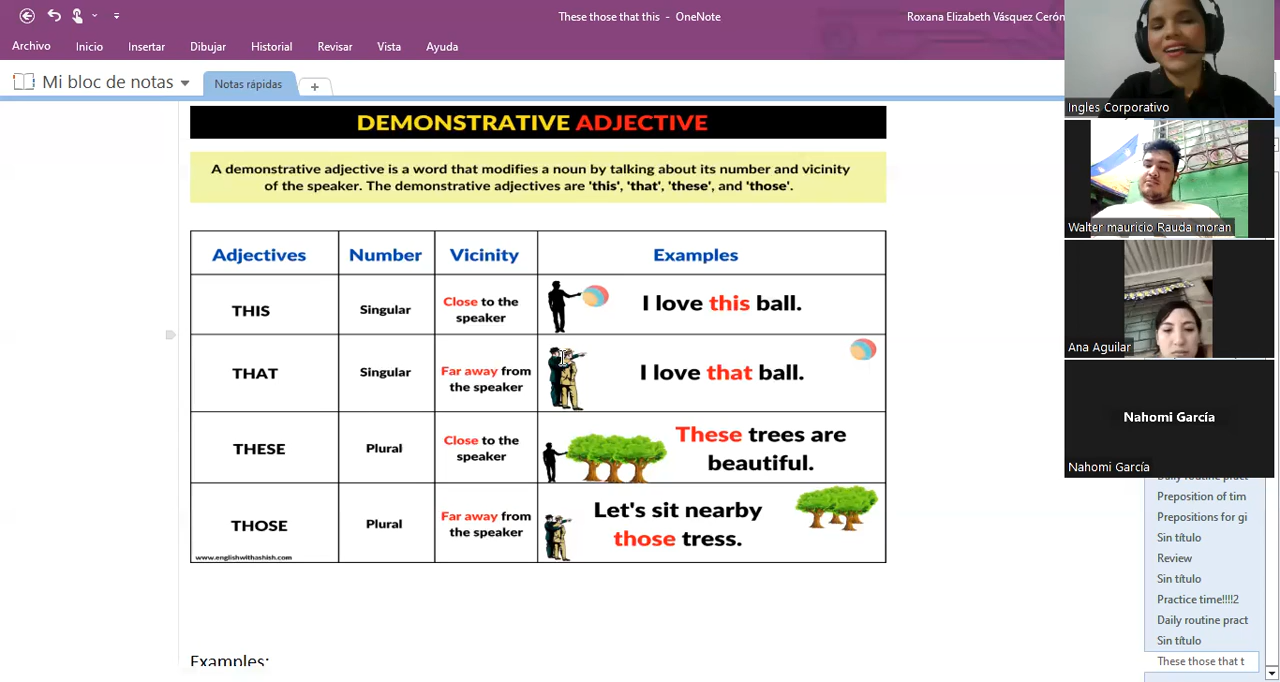 These those that this - OneNote
Roxana Elizabeth Vásquez Cerón
Archivo Inicio Insertar Dibujar Historial Revisar Vista Ayuda
Mi bloc de notas Notas rápidas +
DEMONSTRATIVE ADJECTIVE
A demonstrative adjective is a word that modifies a noun by talking about its number and vicinity
of the speaker. The demonstrative adjectives are 'this', 'that', 'these', and 'those'.
Adjectives Number Vicinity Examples
THIS Singular Close to the
speaker
I love this ball.
THAT Singular Far away from
the speaker
I love that ball.
THESE Plural Close to the
speaker
These trees are
beautiful.
THOSE Plural Far away from
the speaker
Let's sit nearby
those tress.
www.englishwithashish.com
Examples:
Ingles Corporativo
Walter mauricio Rauda moran
Ana Aguilar
Nahomi García
Nahomi García
Daily routine pract
Preposition of tim
Prepositions for gi
Sin título
Review
Sin título
Practice time!!!!2
Daily routine pract
Sin título
These those that t